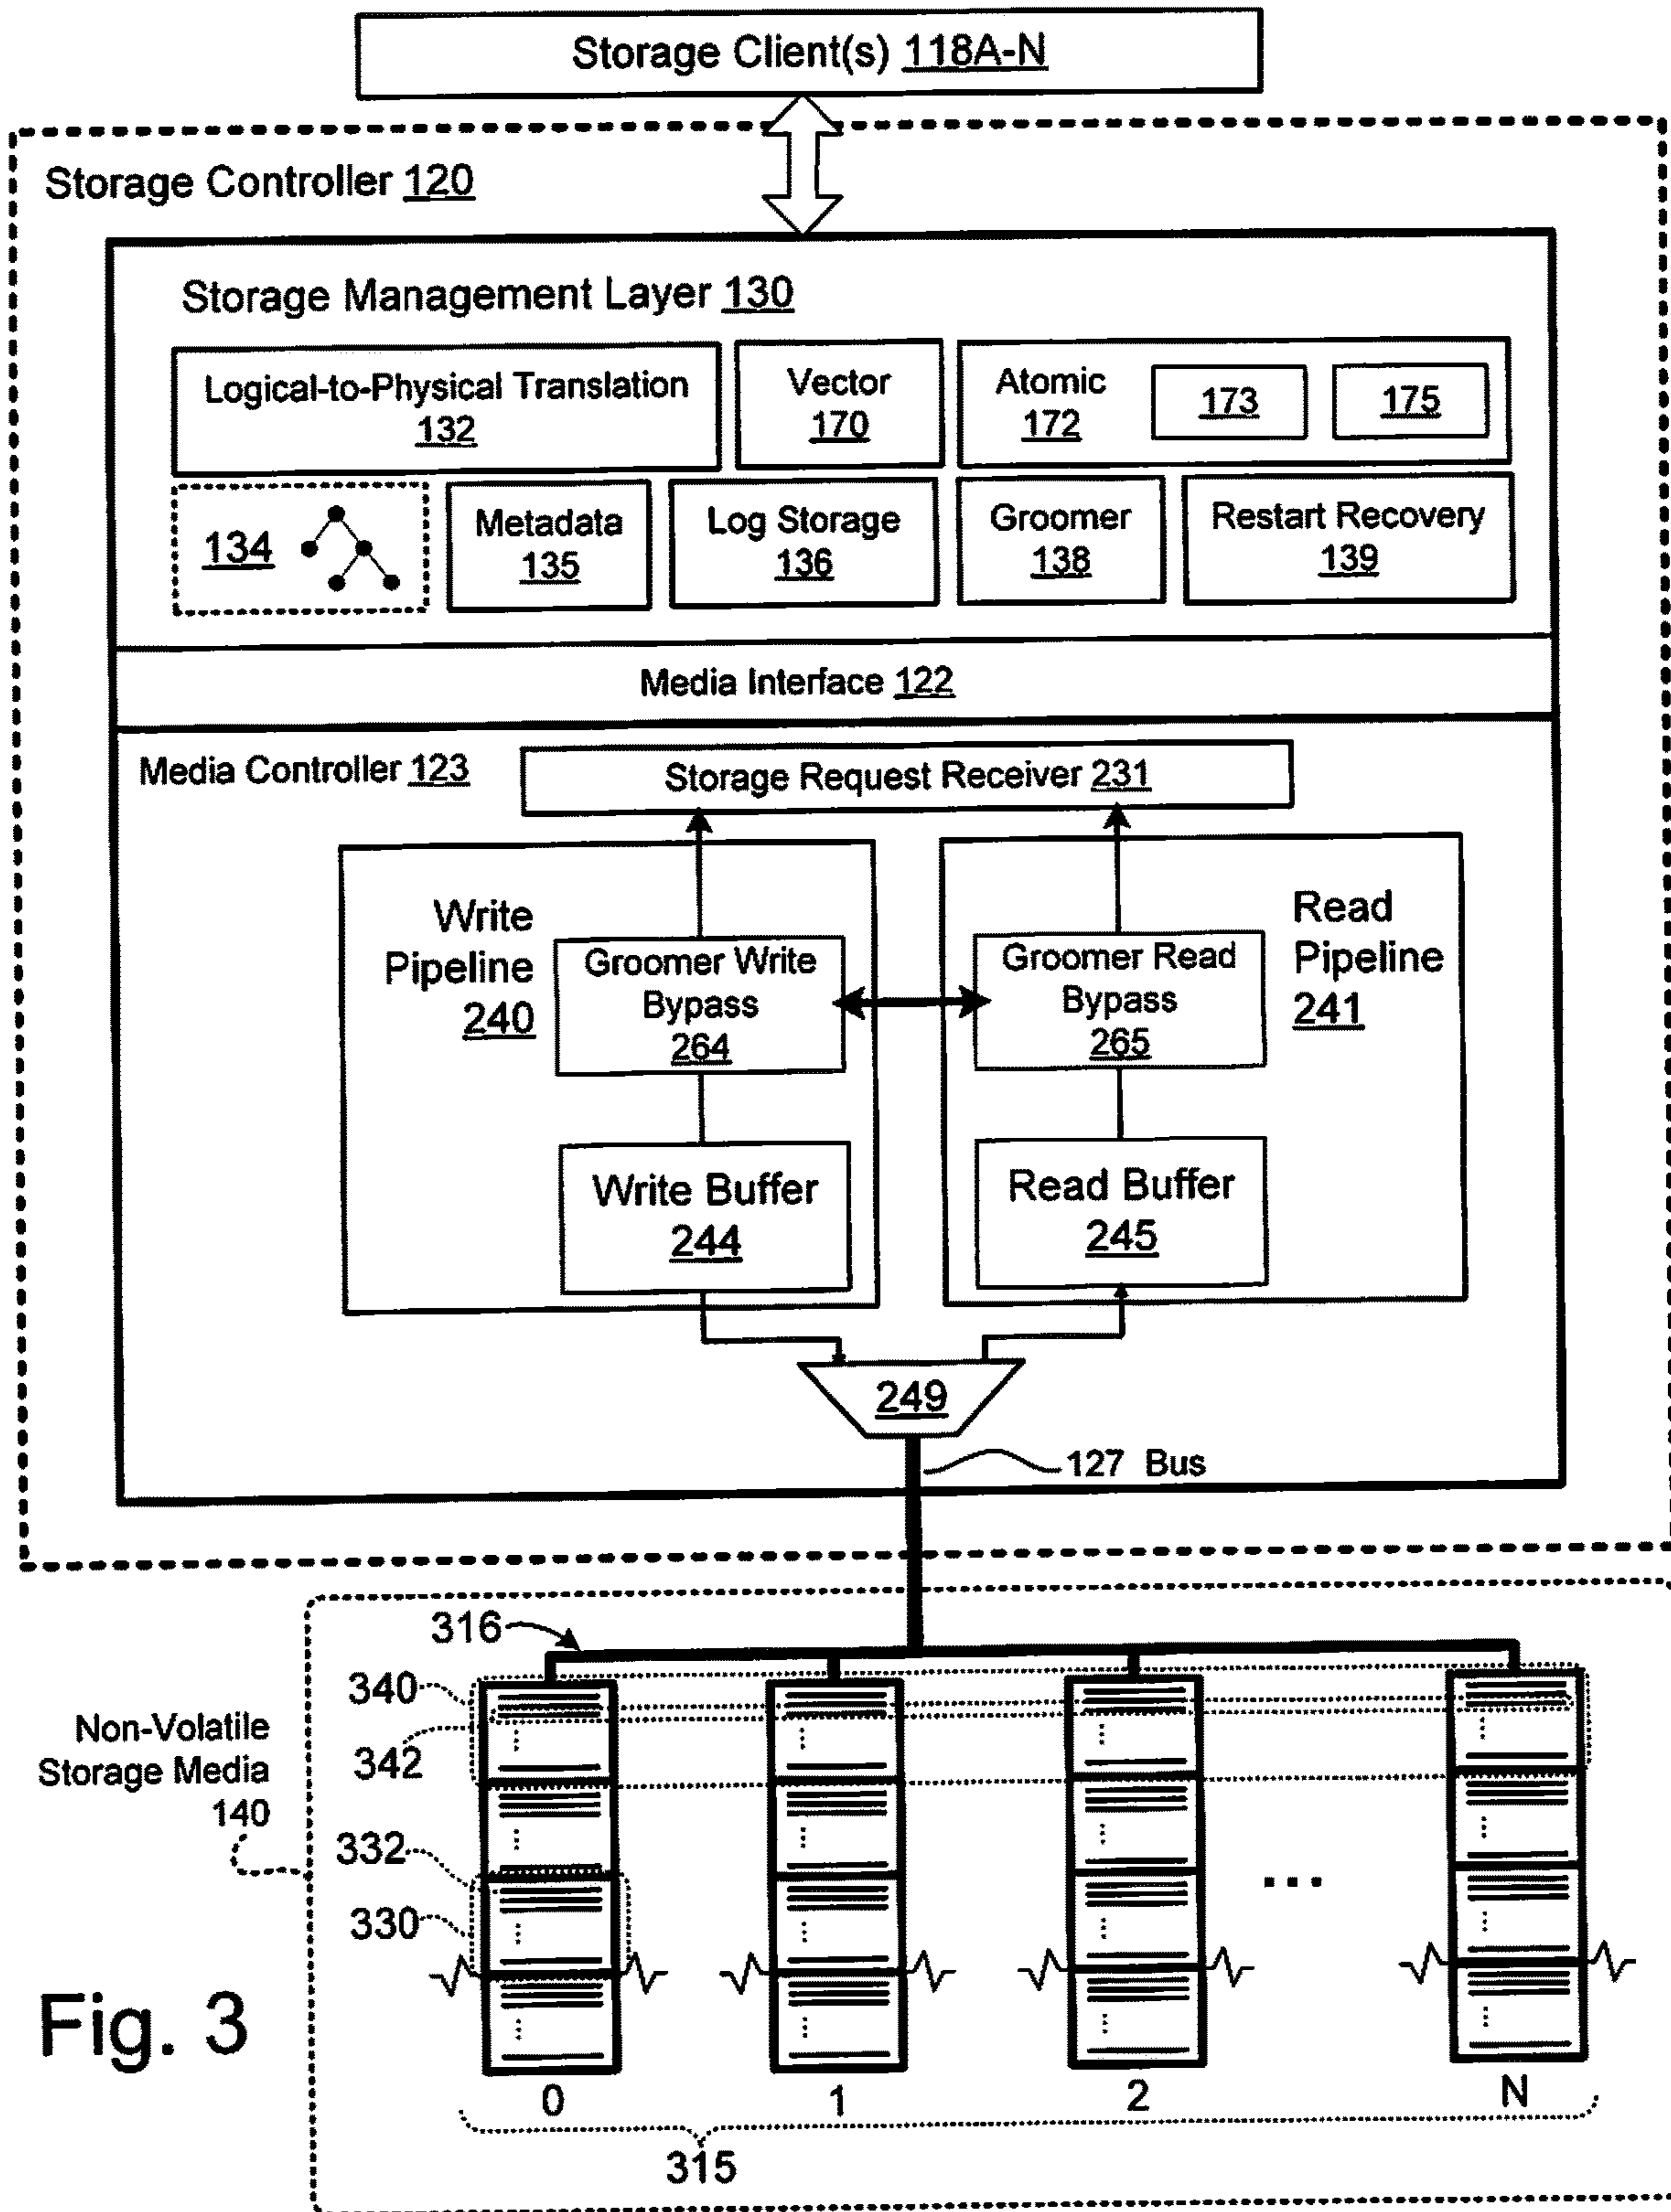 Storage Client(s) 118A-N
Storage Controller 120
Storage Management Layer 130
Logical-to-Physical Translation
132
Vector
170
Atomic
172
173
175
134
Metadata
135
Log Storage
136
Groomer
138
Restart Recovery
139
Media Interface 122
Media Controller 123
Storage Request Receiver 231
Write
Pipeline
240
Groomer Write
Bypass
264
Groomer Read
Bypass
265
Read
Pipeline
241
Write Buffer
244
Read Buffer
245
249
127 Bus
316
340
342
Non-Volatile
Storage Media
140
332
330
...
Fig. 3
0
1
2
N
315